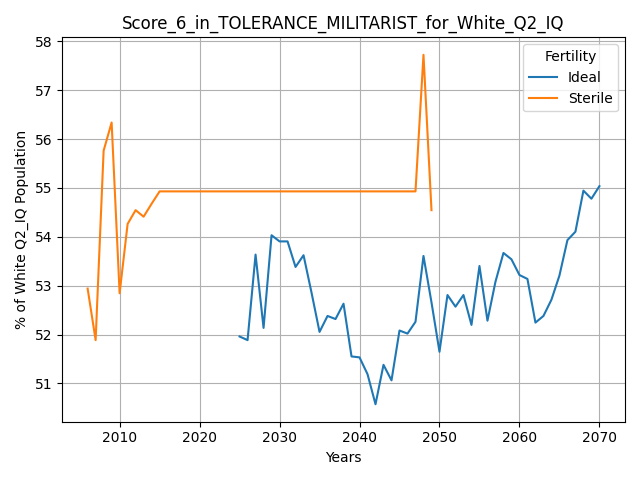 Score_6_in_TOLERANCE_MILITARIST_for_White_Q2_IQ
% of White Q2_IQ Population
58
57
56
55
54
53
52
51
Fertility
Ideal
Sterile
2010
2020
2030
2040
2050
2060
2070
Years